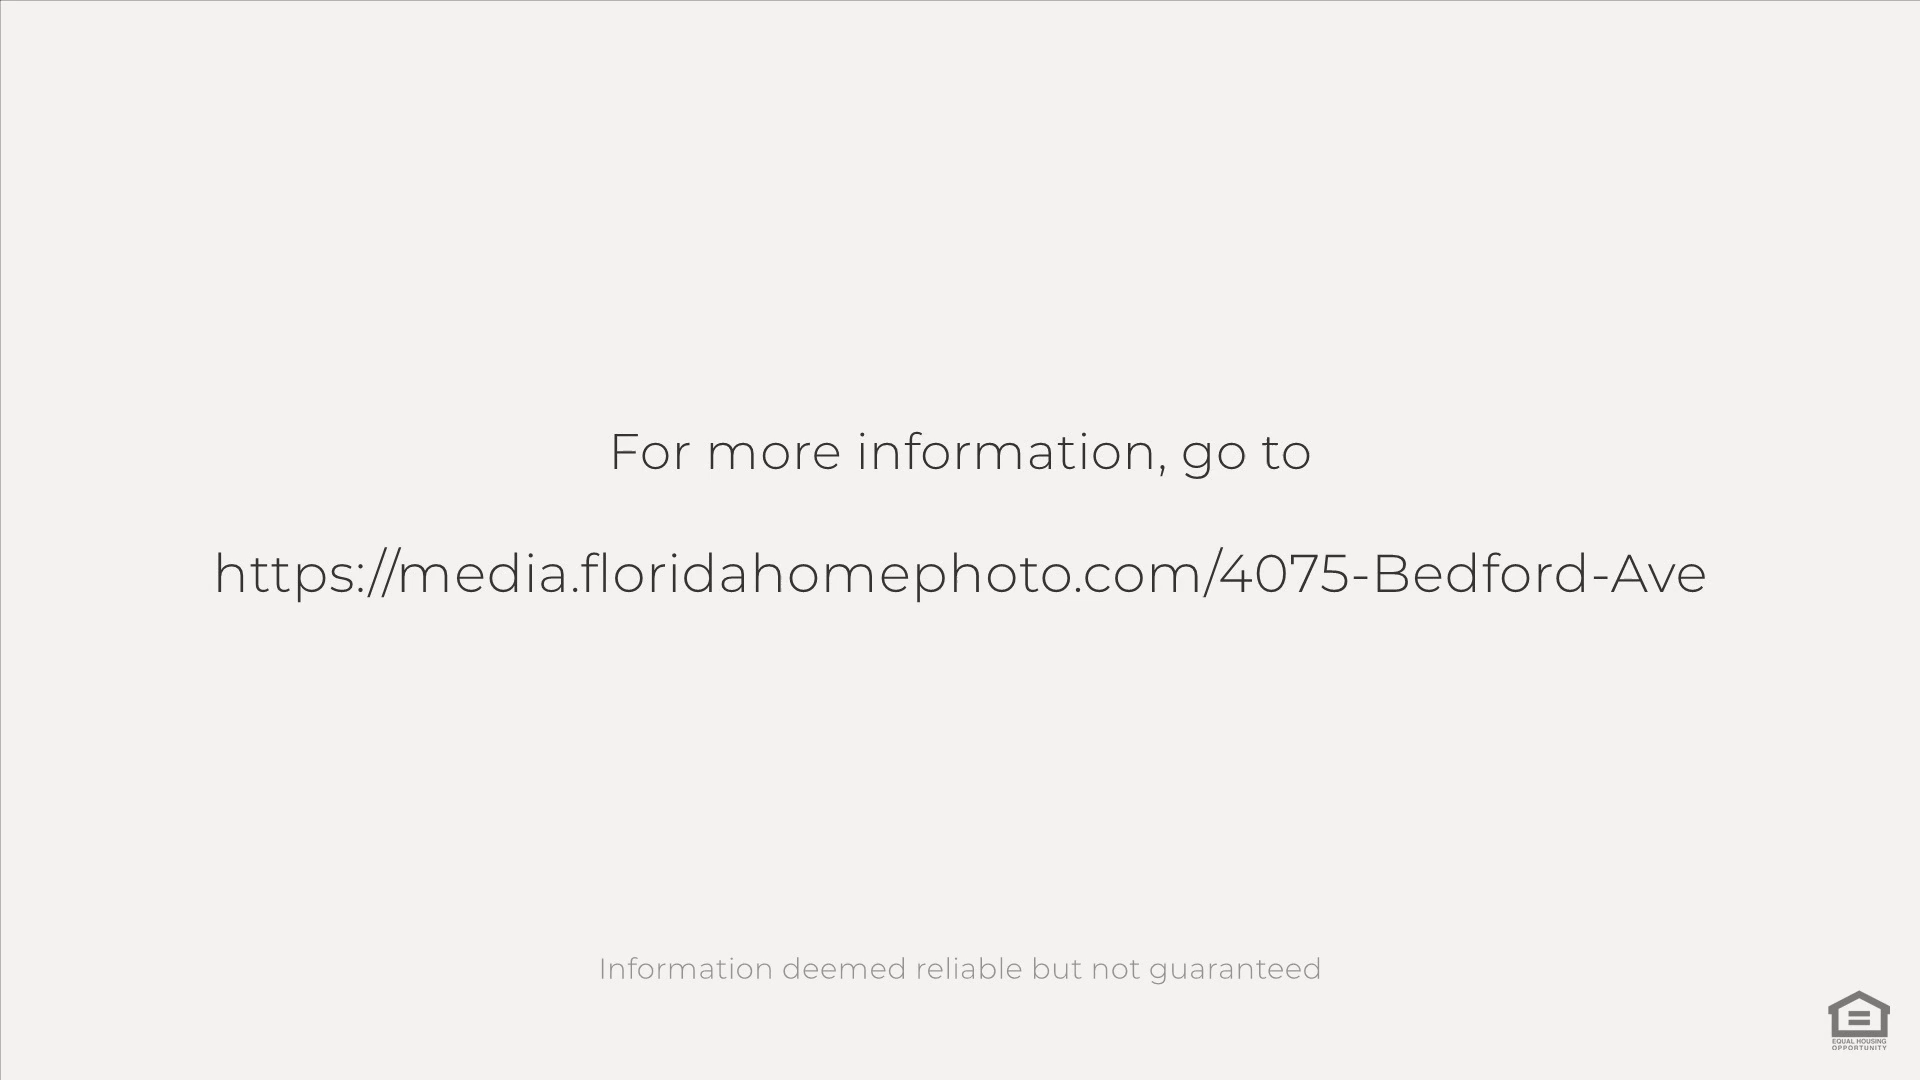 For more information, go to
https://media.floridahomephoto.com/4075-Bedford-Ave
Information deemed reliable but not guaranteed
EQUAL HOUSING
OPPORTUNITY